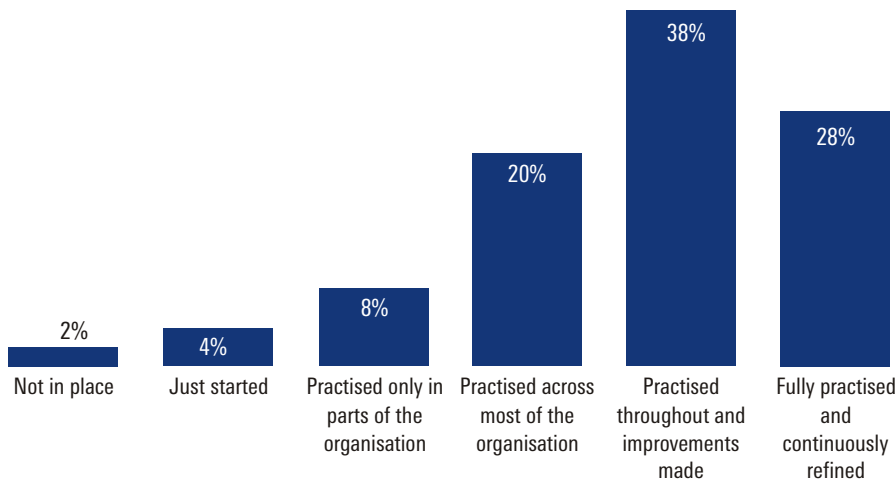 38%
28%
20%
8%
2%
4%
Not in place
Just started
Practised only in
parts of the
organisation
Practised across
most of the
organisation
Practised
throughout and
improvements
made
Fully practised
and
continuously
refined